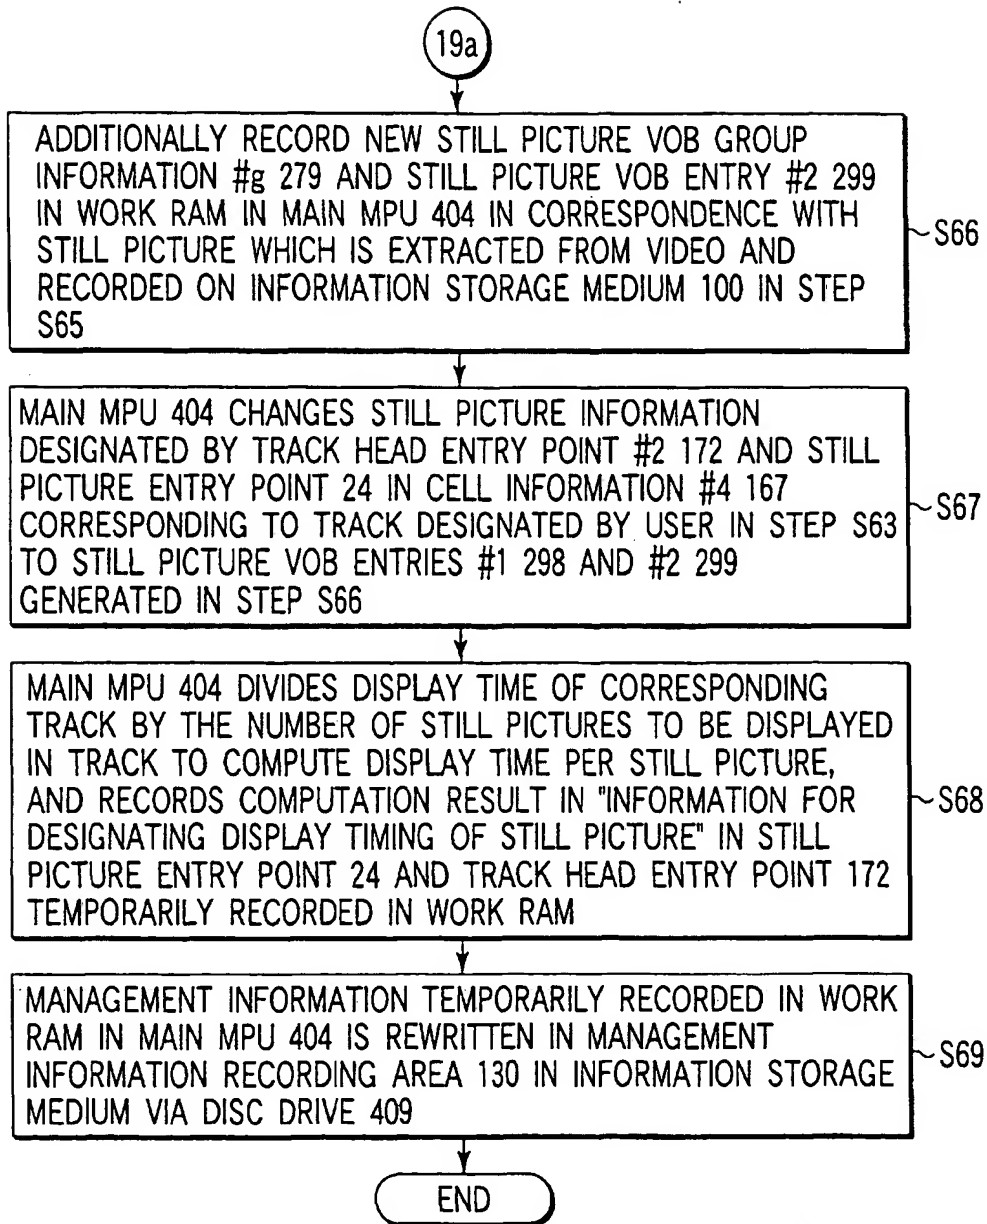 19a
ADDITIONALLY RECORD NEW STILL PICTURE VOB GROUP
INFORMATION #g 279 AND STILL PICTURE VOB ENTRY #2 299
IN WORK RAM IN MAIN MPU 404 IN CORRESPONDENCE WITH
STILL PICTURE WHICH IS EXTRACTED FROM VIDEO AND
RECORDED ON INFORMATION STORAGE MEDIUM 100 IN STEP
S65
S66
MAIN MPU 404 CHANGES STILL PICTURE INFORMATION
DESIGNATED BY TRACK HEAD ENTRY POINT #2 172 AND STILL
PICTURE ENTRY POINT 24 IN CELL INFORMATION #4 167
CORRESPONDING TO TRACK DESIGNATED BY USER IN STEP S63
TO STILL PICTURE VOB ENTRIES #1 298 AND #2 299
GENERATED IN STEP S66
S67
MAIN MPU 404 DIVIDES DISPLAY TIME OF CORRESPONDING
TRACK BY THE NUMBER OF STILL PICTURES TO BE DISPLAYED
IN TRACK TO COMPUTE DISPLAY TIME PER STILL PICTURE,
AND RECORDS COMPUTATION RESULT IN "INFORMATION FOR
DESIGNATING DISPLAY TIMING OF STILL PICTURE" IN STILL
PICTURE ENTRY POINT 24 AND TRACK HEAD ENTRY POINT 172
TEMPORARILY RECORDED IN WORK RAM
S68
MANAGEMENT INFORMATION TEMPORARILY RECORDED IN WORK
RAM IN MAIN MPU 404 IS REWRITTEN IN MANAGEMENT
INFORMATION RECORDING AREA 130 IN INFORMATION STORAGE
MEDIUM VIA DISC DRIVE 409
S69
END